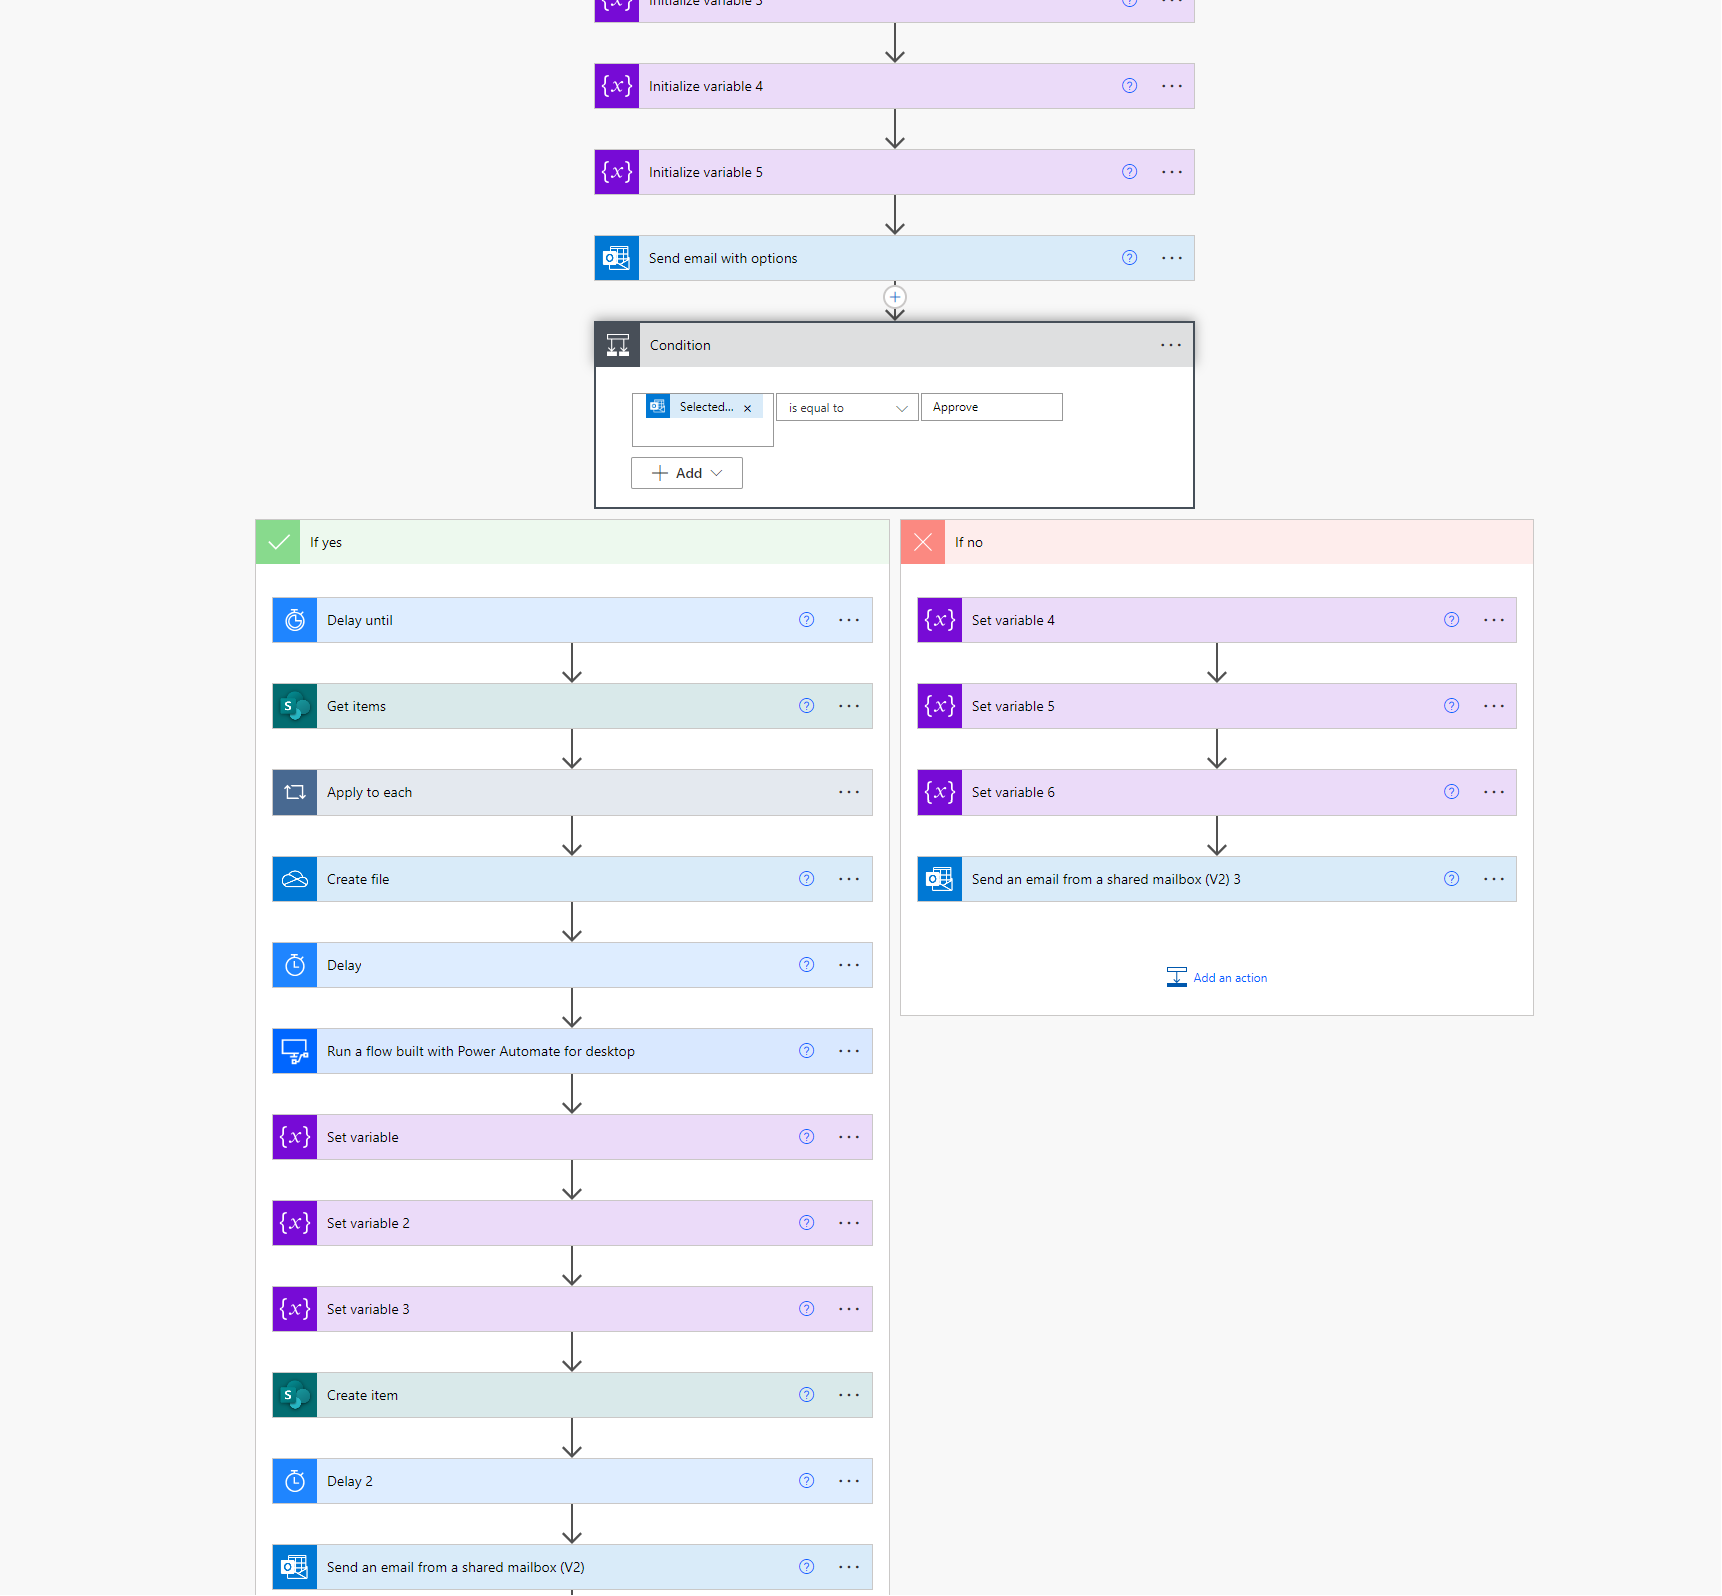 Initialize variable 3
Initialize variable 4
Initialize variable 5
Send email with options
Condition
Selected... x is equal to Approve
Add
If yes
If no
Delay until
Set variable 4
Get items
Set variable 5
Apply to each
Set variable 6
Create file
Send an email from a shared mailbox (V2) 3
Delay
Add an action
Run a flow built with Power Automate for desktop
Set variable
Set variable 2
Set variable 3
Create item
Delay 2
Send an email from a shared mailbox (V2)